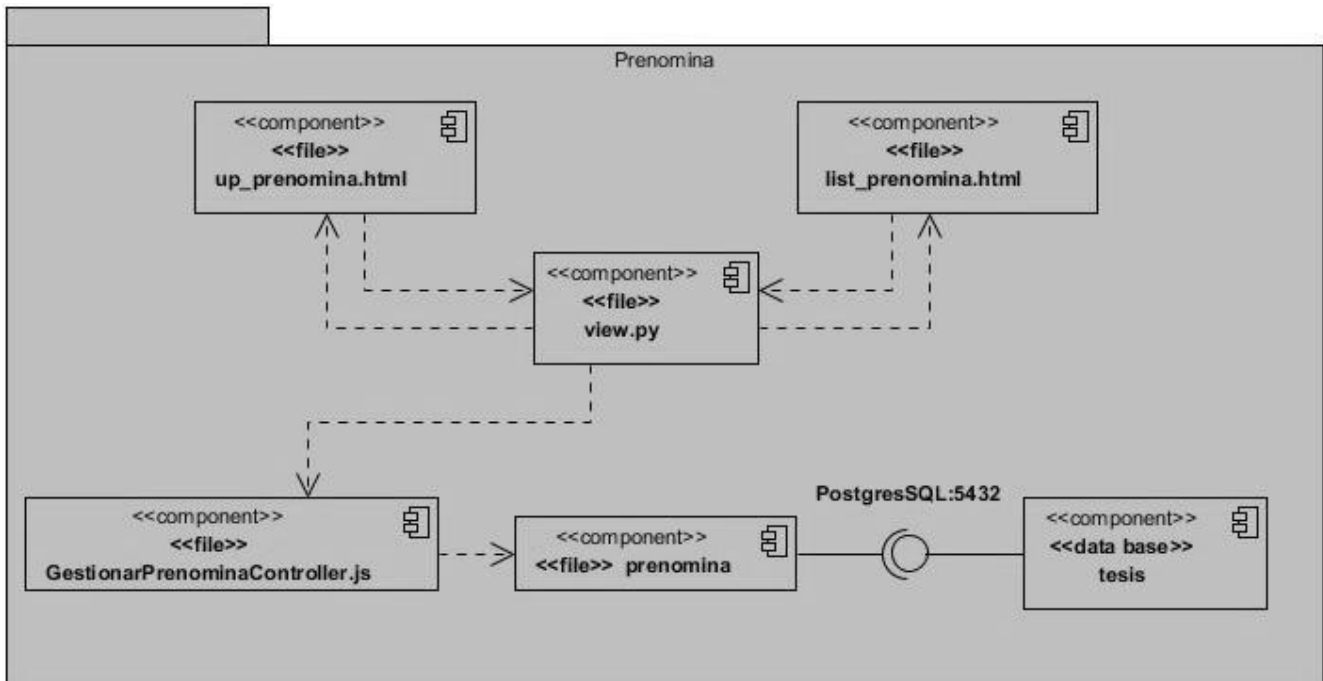 Prenomina
<<component>>
<<file>>
up_prenomina.html
<<component>>
<<file>>
list_prenomina.html
<<component>>
<<file>>
view.py
<<component>>
<<file>>
GestionarPrenominaController.js
<<component>>
<<file>> prenomina
PostgresSQL:5432
<<component>>
<<data base>>
tesis